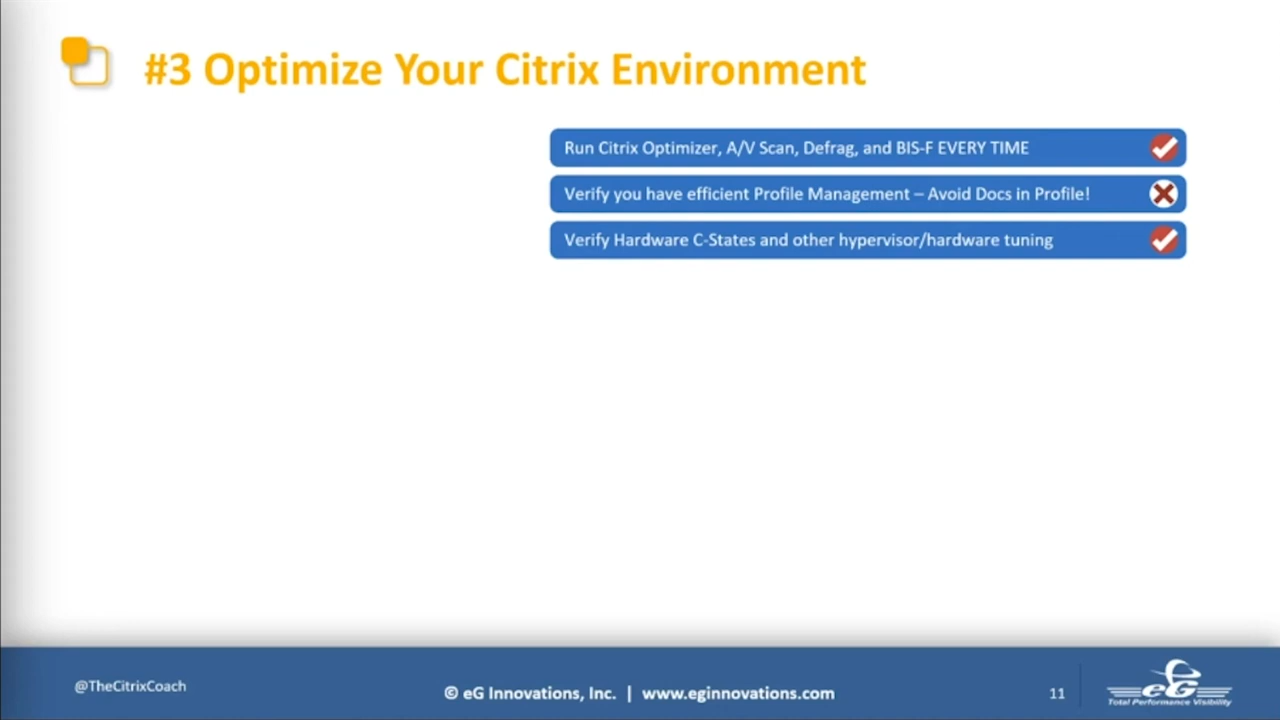 #3 Optimize Your Citrix Environment
Run Citrix Optimizer, A/V Scan, Defrag, and BIS-F EVERY TIME
Verify you have efficient Profile Management – Avoid Docs in Profile!
Verify Hardware C-States and other hypervisor/hardware tuning
@TheCitrixCoach
© eG Innovations, Inc. | www.eginnovations.com
11
eG
Total Performance Visibility